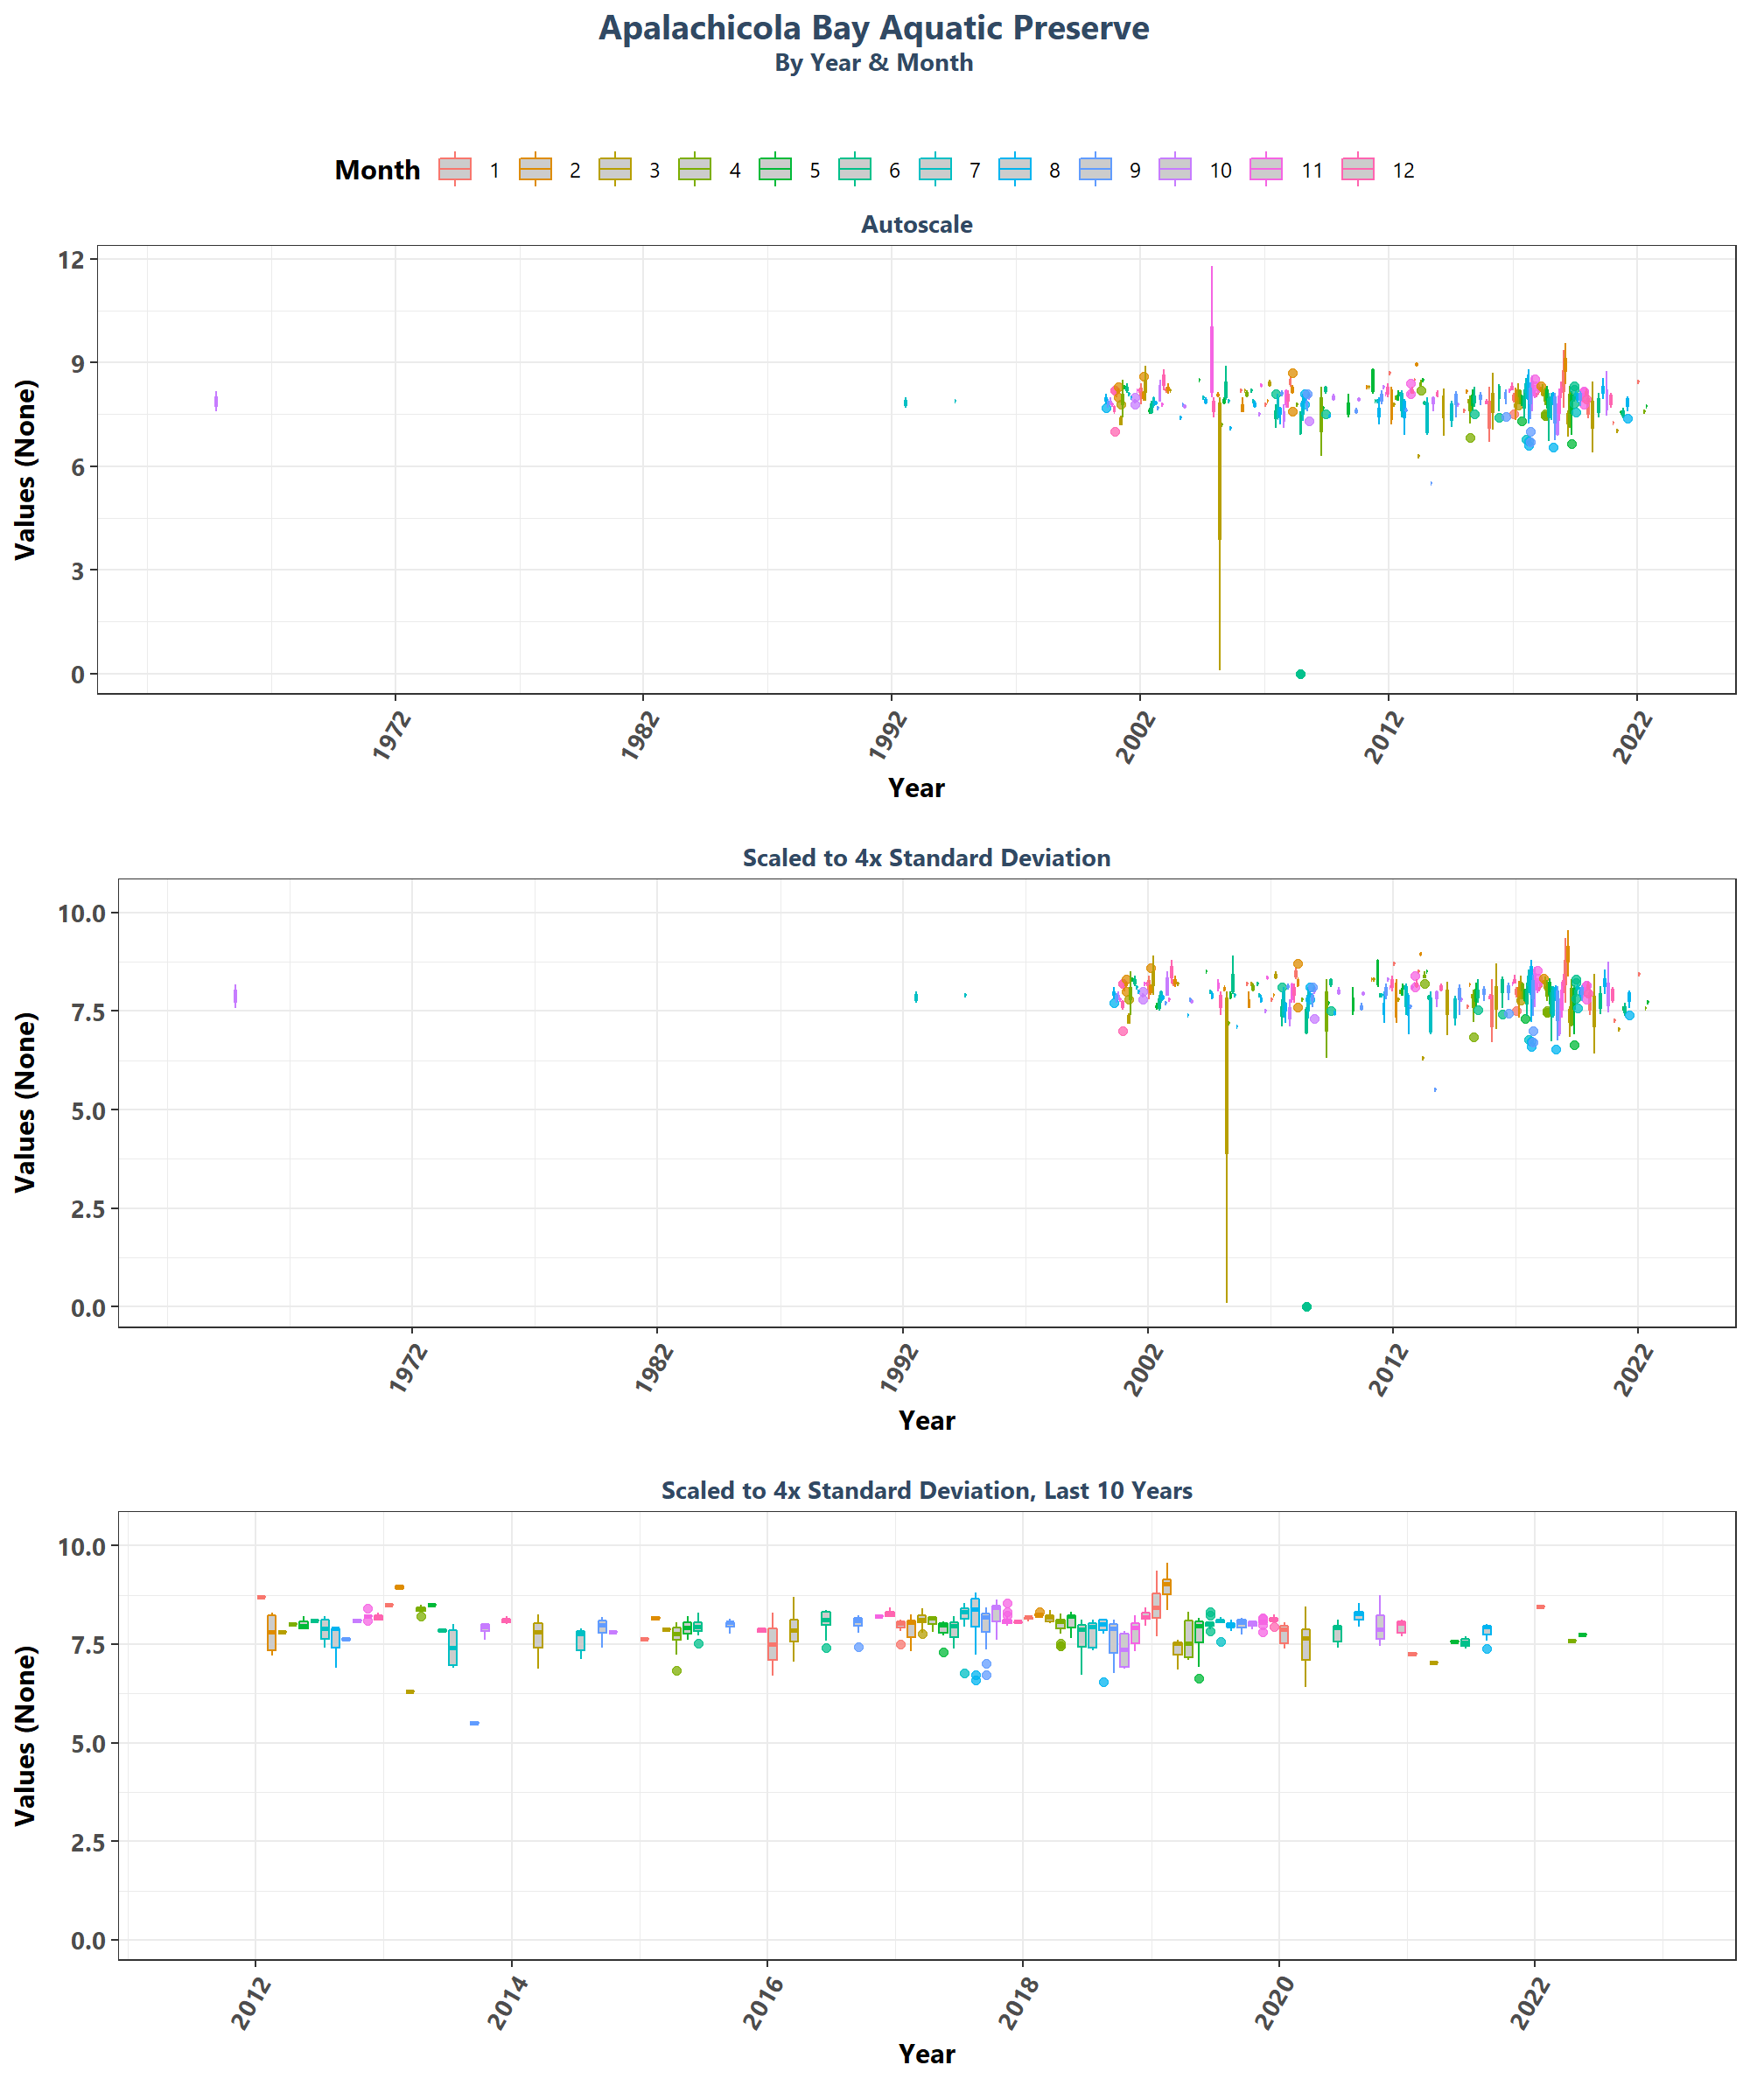 Apalachicola Bay Aquatic Preserve
By Year & Month
Month 1 2 3 4 5 6 7 8 9 10 11 12
Autoscale
Values (None)
12
9
6
3
0
1972 1982 1992 2002 2012 2022
Year
Scaled to 4x Standard Deviation
Values (None)
10.0
7.5
5.0
2.5
0.0
1972 1982 1992 2002 2012 2022
Year
Scaled to 4x Standard Deviation, Last 10 Years
Values (None)
10.0
7.5
5.0
2.5
0.0
2012 2014 2016 2018 2020 2022
Year